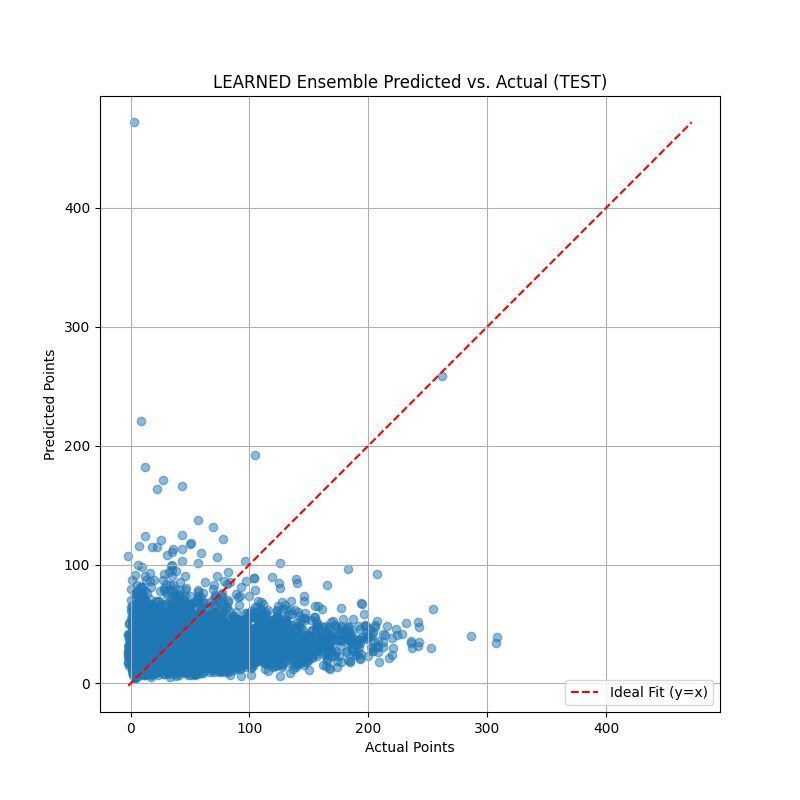 LEARNED Ensemble Predicted vs. Actual (TEST)
400
300
200
100
0
Predicted Points
0 100 200 300 400
Actual Points
Ideal Fit (y=x)